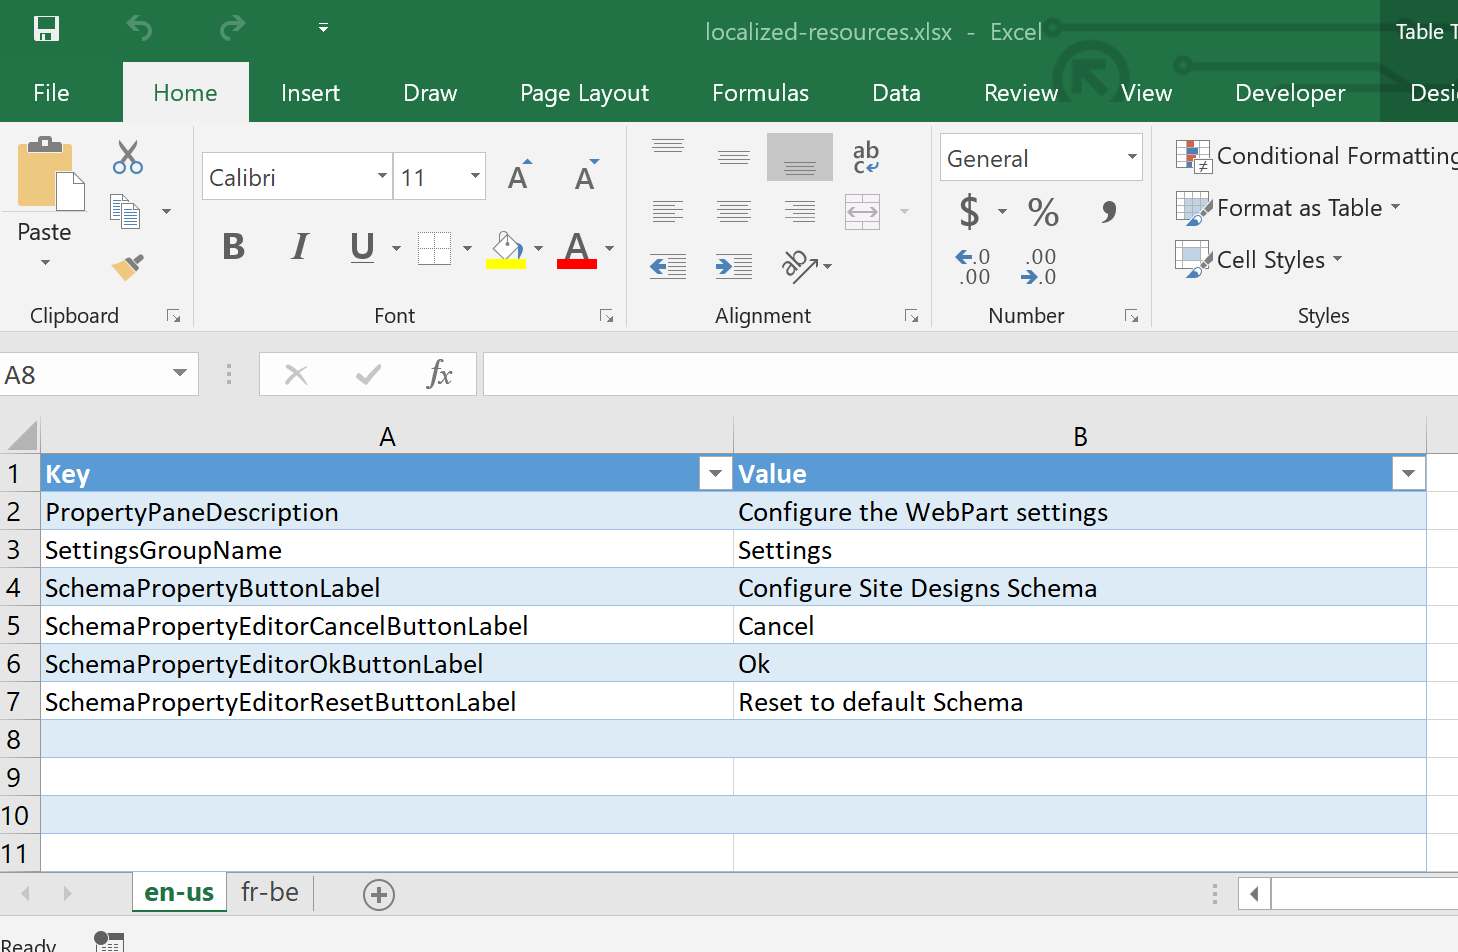 localized-resources.xlsx - Excel
Table T
File Home Insert Draw Page Layout Formulas Data Review View Developer Desi
Paste
Clipboard
Calibri 11 A A
B I U A
Font
ab
c
ab
Alignment
General
$ % ,
.0 .00
.00 .0
Number
Conditional Formatting
Format as Table
Cell Styles
Styles
A8 fx
A B
1 Key Value
2 PropertyPaneDescription Configure the WebPart settings
3 SettingsGroupName Settings
4 SchemaPropertyButtonLabel Configure Site Designs Schema
5 SchemaPropertyEditorCancelButtonLabel Cancel
6 SchemaPropertyEditorOkButtonLabel Ok
7 SchemaPropertyEditorResetButtonLabel Reset to default Schema
8
9
10
11
en-us fr-be
Ready